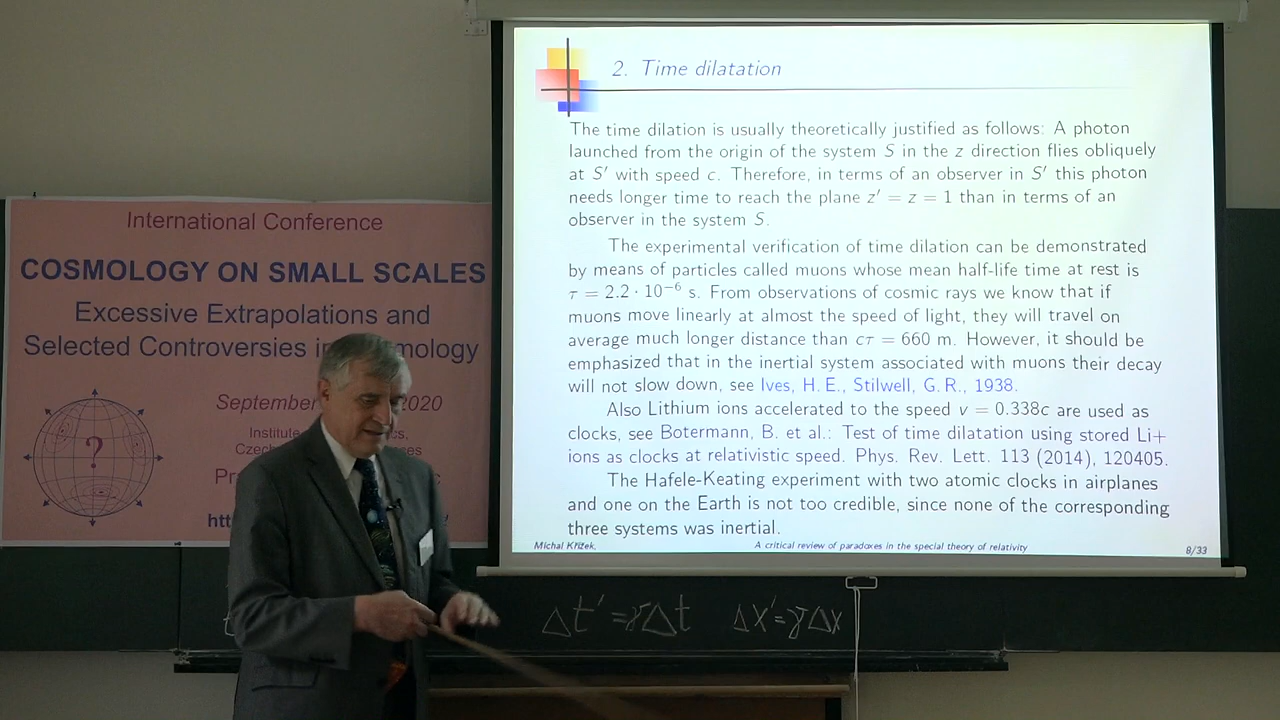 International Conference
COSMOLOGY ON SMALL SCALES
Excessive Extrapolations and
Selected Controversies in
September 2020
Institute
Czech
?
2. Time dilatation
The time dilation is usually theoretically justified as follows: A photon
launched from the origin of the system S in the z direction flies obliquely
at S′ with speed c. Therefore, in terms of an observer in S′ this photon
needs longer time to reach the plane z′ = z = 1 than in terms of an
observer in the system S.
The experimental verification of time dilation can be demonstrated
by means of particles called muons whose mean half-life time at rest is
τ = 2.2 · 10⁻⁶ s. From observations of cosmic rays we know that if
muons move linearly at almost the speed of light, they will travel on
average much longer distance than cτ = 660 m. However, it should be
emphasized that in the inertial system associated with muons their decay
will not slow down, see Ives, H. E., Stilwell, G. R., 1938.
Also Lithium ions accelerated to the speed v = 0.338c are used as
clocks, see Botermann, B. et al.: Test of time dilatation using stored Li+
ions as clocks at relativistic speed. Phys. Rev. Lett. 113 (2014), 120405.
The Hafele-Keating experiment with two atomic clocks in airplanes
and one on the Earth is not too credible, since none of the corresponding
three systems was inertial.
Michal Křížek, A critical review of paradoxes in the special theory of relativity 8/33
Δt′=γΔt Δx′=γΔx